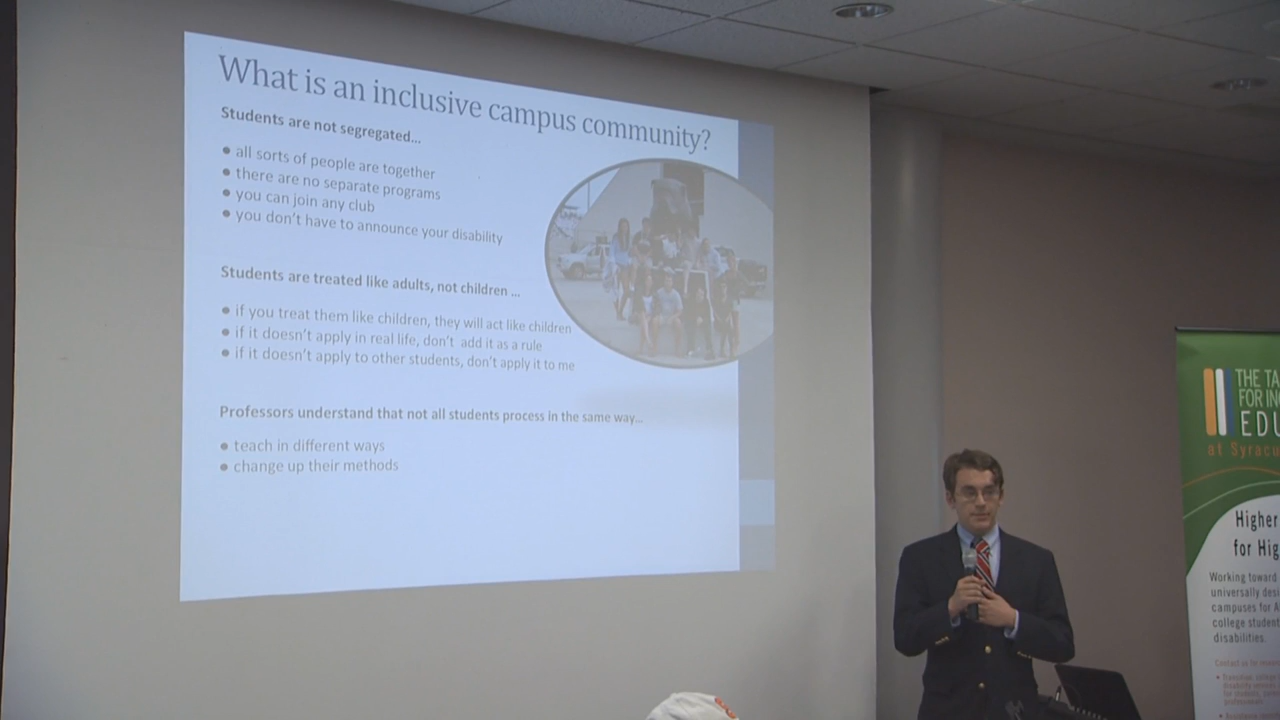 What is an inclusive campus community?
Students are not segregated...
• all sorts of people are together
• there are no separate programs
• you can join any club
• you don't have to announce your disability
Students are treated like adults, not children ...
• if you treat them like children, they will act like children
• if it doesn't apply in real life, don't add it as a rule
• if it doesn't apply to other students, don't apply it to me
Professors understand that not all students process in the same way...
• teach in different ways
• change up their methods
THE TA
FOR INC
EDU
at Syracu
Higher
for Hig
Working toward
universally desi
campuses for A
college student
disabilities.